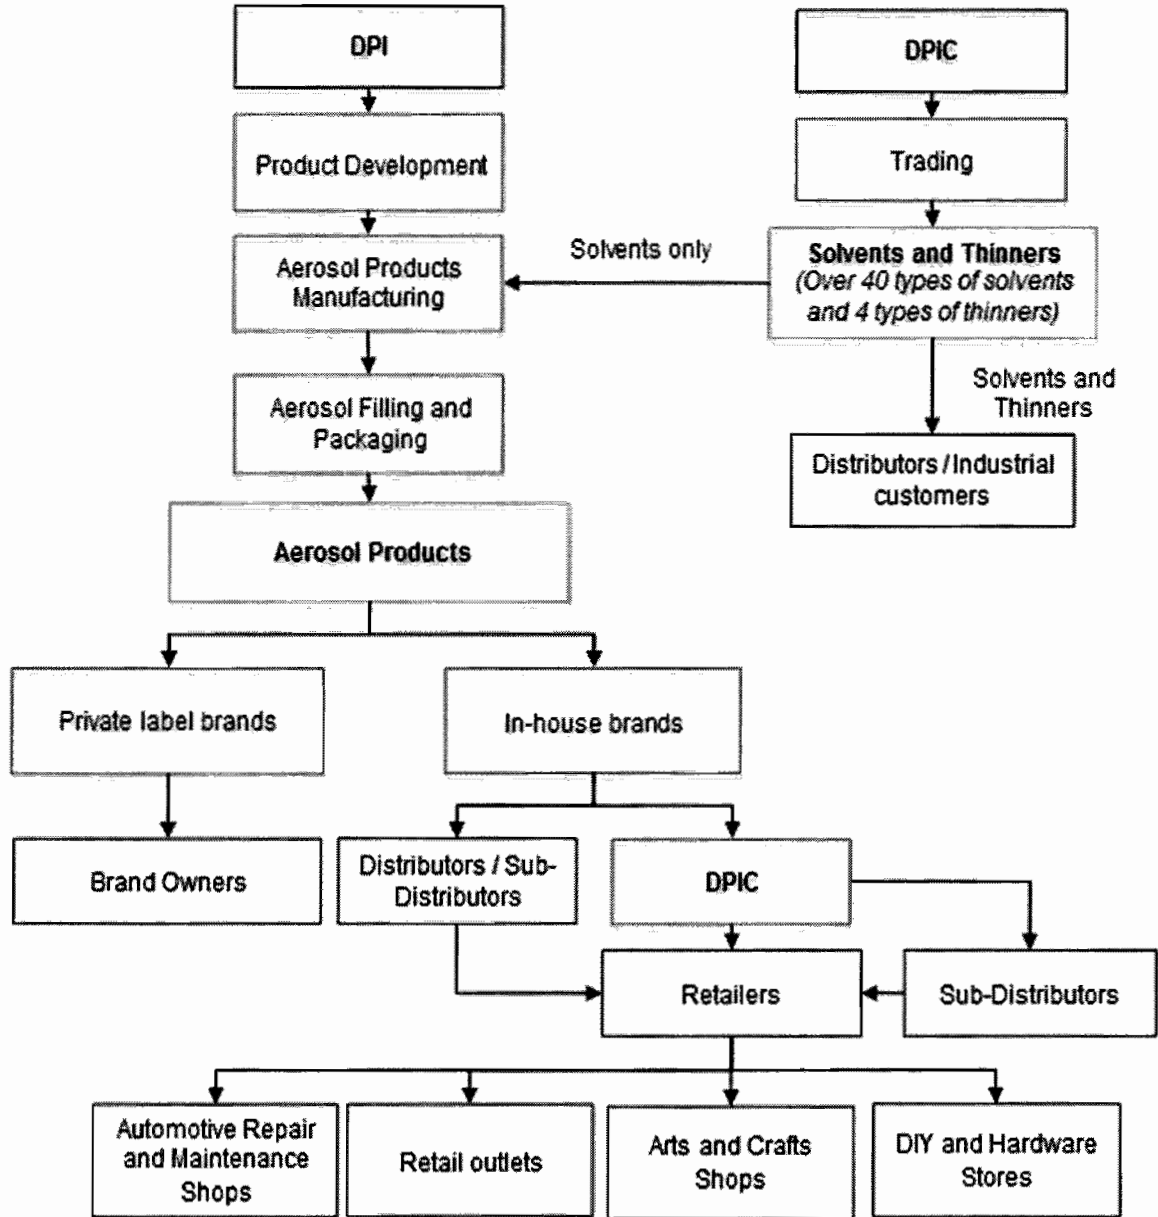 DPI
DPIC
Product Development
Trading
Aerosol Products
Manufacturing
Solvents only
Solvents and Thinners
(Over 40 types of solvents
and 4 types of thinners)
Aerosol Filling and
Packaging
Solvents and
Thinners
Distributors / Industrial
customers
Aerosol Products
Private label brands
In-house brands
Brand Owners
Distributors / Sub-
Distributors
DPIC
Retailers
Sub-Distributors
Automotive Repair
and Maintenance
Shops
Retail outlets
Arts and Crafts
Shops
DIY and Hardware
Stores